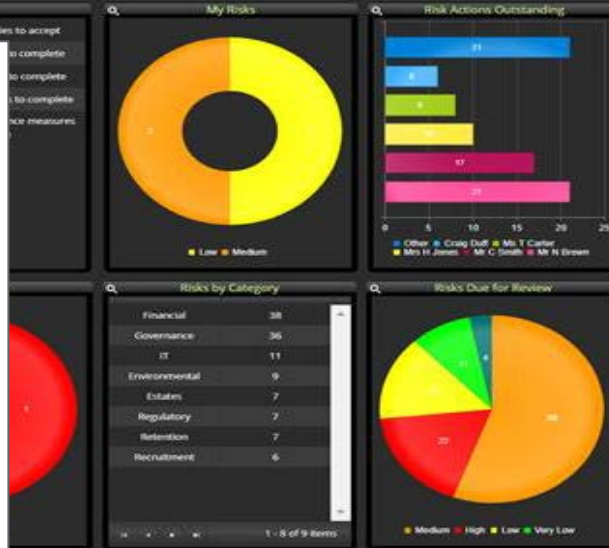 My Risks
Low Medium
Risk Actions Outstanding
21
6
8
10
17
21
0 5 10 15 20 25
Other Craig Duff Ms T Carter
Mrs H Jones Mr C Smith Mr N Brown
to accept
to complete
to complete
to complete
measures
1
Risks by Category
Financial 38
Governance 36
IT 11
Environmental 9
Estates 7
Regulatory 7
Retention 7
Recruitment 6
1 - 8 of 9 items
Risks Due for Review
22
Medium High Low Very Low